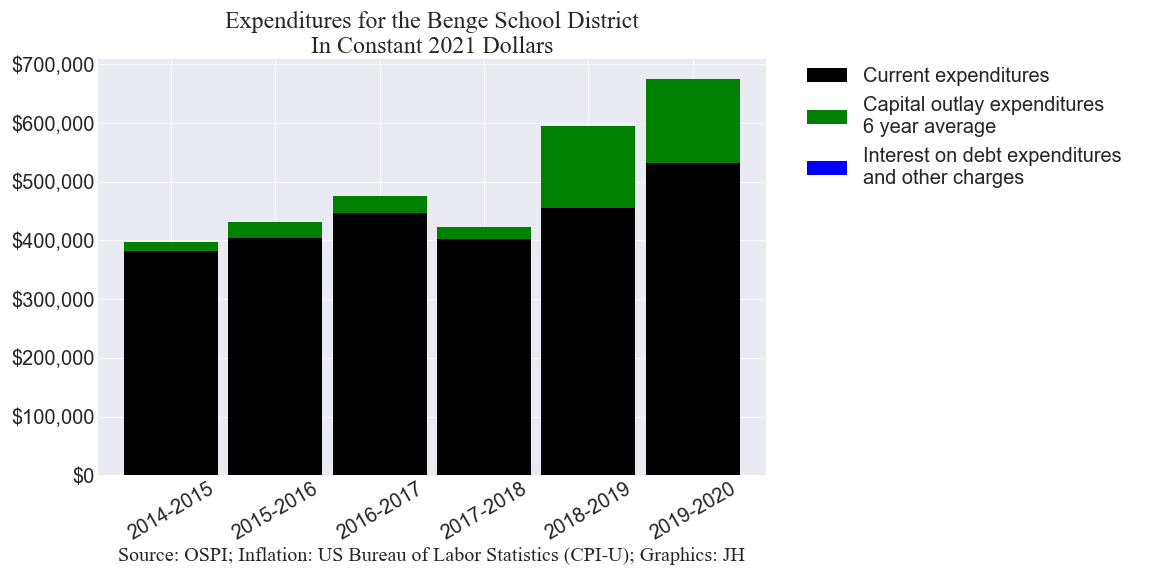 Expenditures for the Benge School District
In Constant 2021 Dollars
$700,000
$600,000
$500,000
$400,000
$300,000
$200,000
$100,000
$0
2014-2015
2015-2016
2016-2017
2017-2018
2018-2019
2019-2020
Current expenditures
Capital outlay expenditures
6 year average
Interest on debt expenditures
and other charges
Source: OSPI; Inflation: US Bureau of Labor Statistics (CPI-U); Graphics: JH